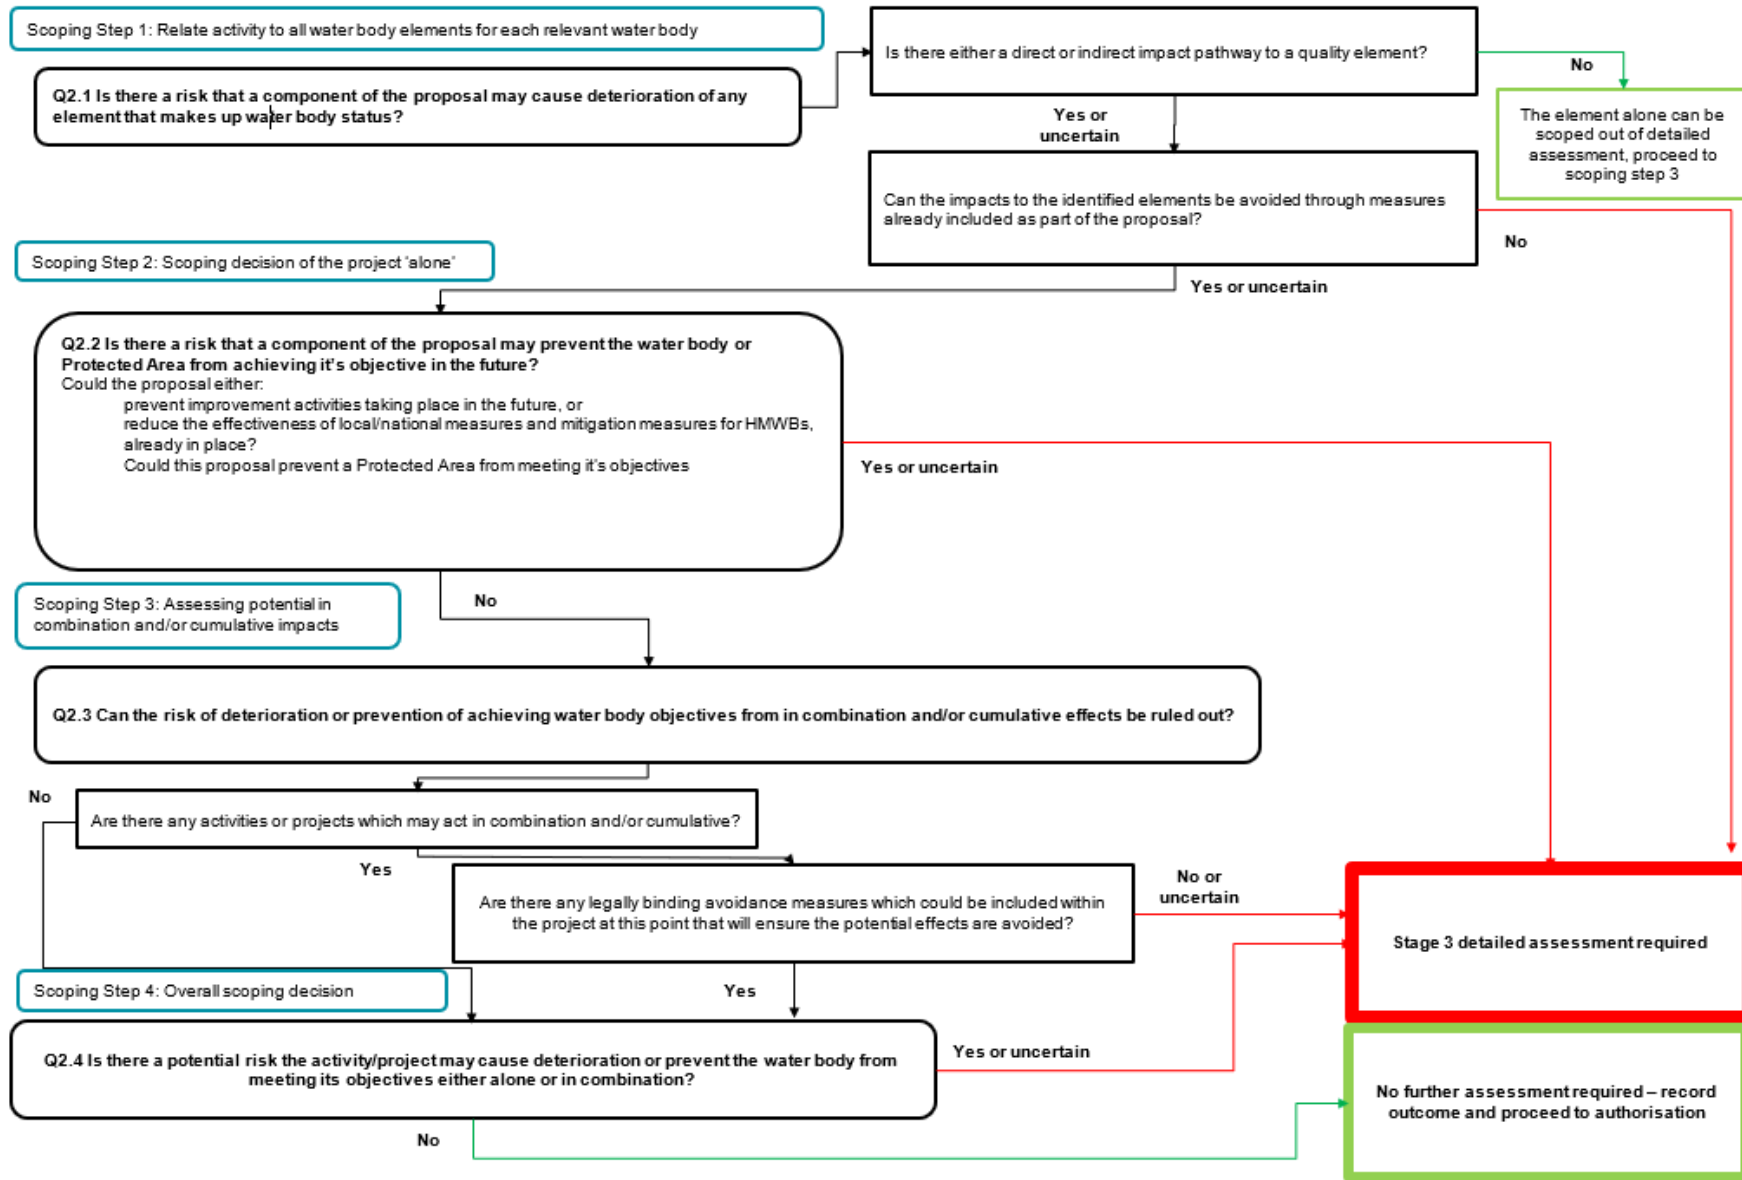 Scoping Step 1: Relate activity to all water body elements for each relevant water body
Is there either a direct or indirect impact pathway to a quality element?
No
Q2.1 Is there a risk that a component of the proposal may cause deterioration of any
element that makes up water body status?
The element alone can be
scoped out of detailed
assessment, proceed to
scoping step 3
Yes or
uncertain
Can the impacts to the identified elements be avoided through measures
already included as part of the proposal?
No
Scoping Step 2: Scoping decision of the project 'alone'
Yes or uncertain
Q2.2 Is there a risk that a component of the proposal may prevent the water body or
Protected Area from achieving it's objective in the future?
Could the proposal either:
prevent improvement activities taking place in the future, or
reduce the effectiveness of local/national measures and mitigation measures for HMWBs,
already in place?
Could this proposal prevent a Protected Area from meeting it's objectives
Yes or uncertain
No
Scoping Step 3: Assessing potential in
combination and/or cumulative impacts
Q2.3 Can the risk of deterioration or prevention of achieving water body objectives from in combination and/or cumulative effects be ruled out?
No
Are there any activities or projects which may act in combination and/or cumulative?
Yes
Are there any legally binding avoidance measures which could be included within
the project at this point that will ensure the potential effects are avoided?
No or
uncertain
Stage 3 detailed assessment required
Scoping Step 4: Overall scoping decision
Yes
Q2.4 Is there a potential risk the activity/project may cause deterioration or prevent the water body from
meeting its objectives either alone or in combination?
Yes or uncertain
No further assessment required – record
outcome and proceed to authorisation
No